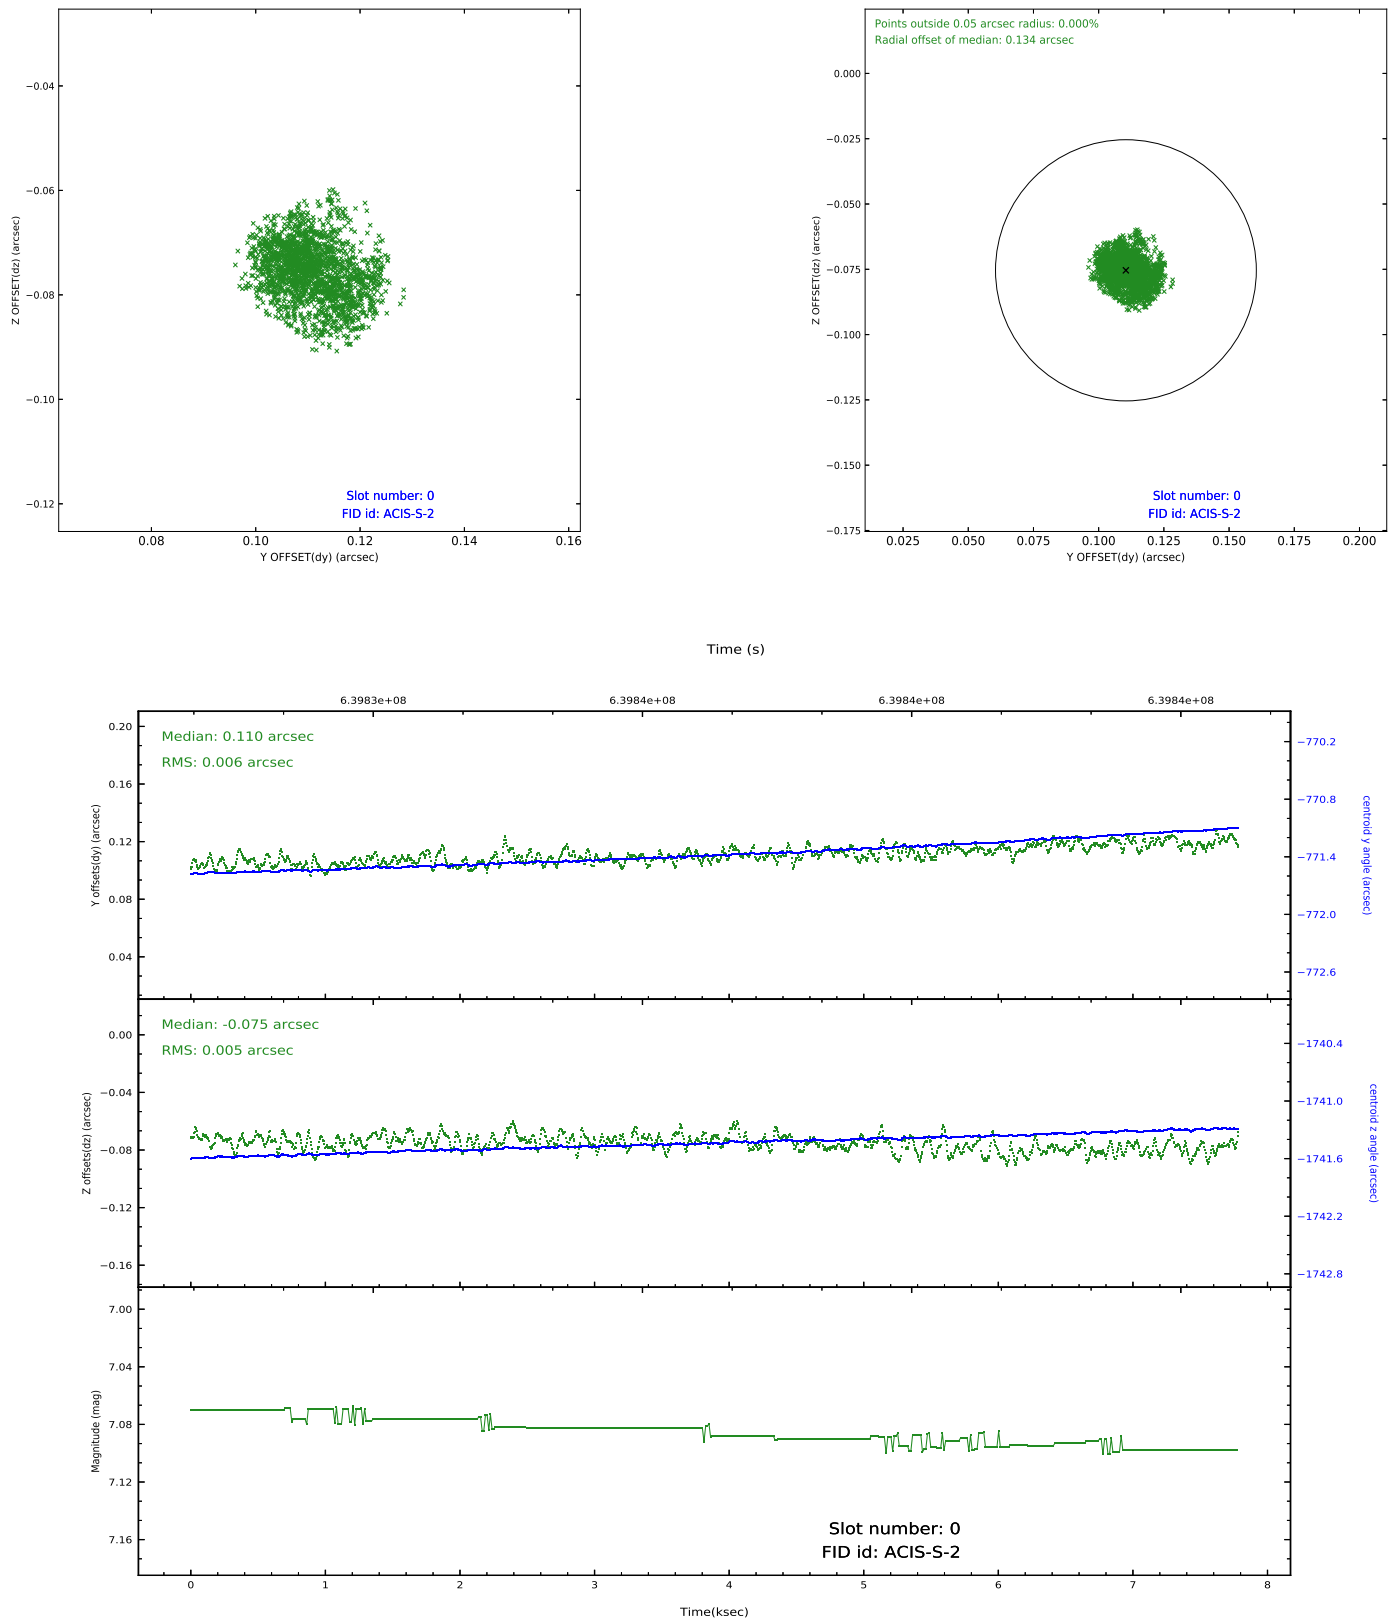 −0.04
−0.06
−0.08
−0.10
−0.12
Z OFFSET(dz) (arcsec)
Slot number: 0
FID id: ACIS-S-2
0.08 0.10 0.12 0.14 0.16
Y OFFSET(dy) (arcsec)
Points outside 0.05 arcsec radius: 0.000%
Radial offset of median: 0.134 arcsec
0.000
−0.025
−0.050
−0.075
−0.100
−0.125
−0.150
−0.175
Z OFFSET(dz) (arcsec)
Slot number: 0
FID id: ACIS-S-2
0.025 0.050 0.075 0.100 0.125 0.150 0.175 0.200
Y OFFSET(dy) (arcsec)
Time (s)
6.3983e+08 6.3984e+08 6.3984e+08 6.3984e+08
Median: 0.110 arcsec
RMS: 0.006 arcsec
0.20
0.16
0.12
0.08
0.04
Y offsets(dy) (arcsec)
−770.2
−770.8
−771.4
−772.0
−772.6
centroid y angle (arcsec)
Median: -0.075 arcsec
RMS: 0.005 arcsec
0.00
−0.04
−0.08
−0.12
−0.16
Z offsets(dz) (arcsec)
−1740.4
−1741.0
−1741.6
−1742.2
−1742.8
centroid z angle (arcsec)
7.00
7.04
7.08
7.12
7.16
Magnitude (mag)
Slot number: 0
FID id: ACIS-S-2
0 1 2 3 4 5 6 7 8
Time(ksec)